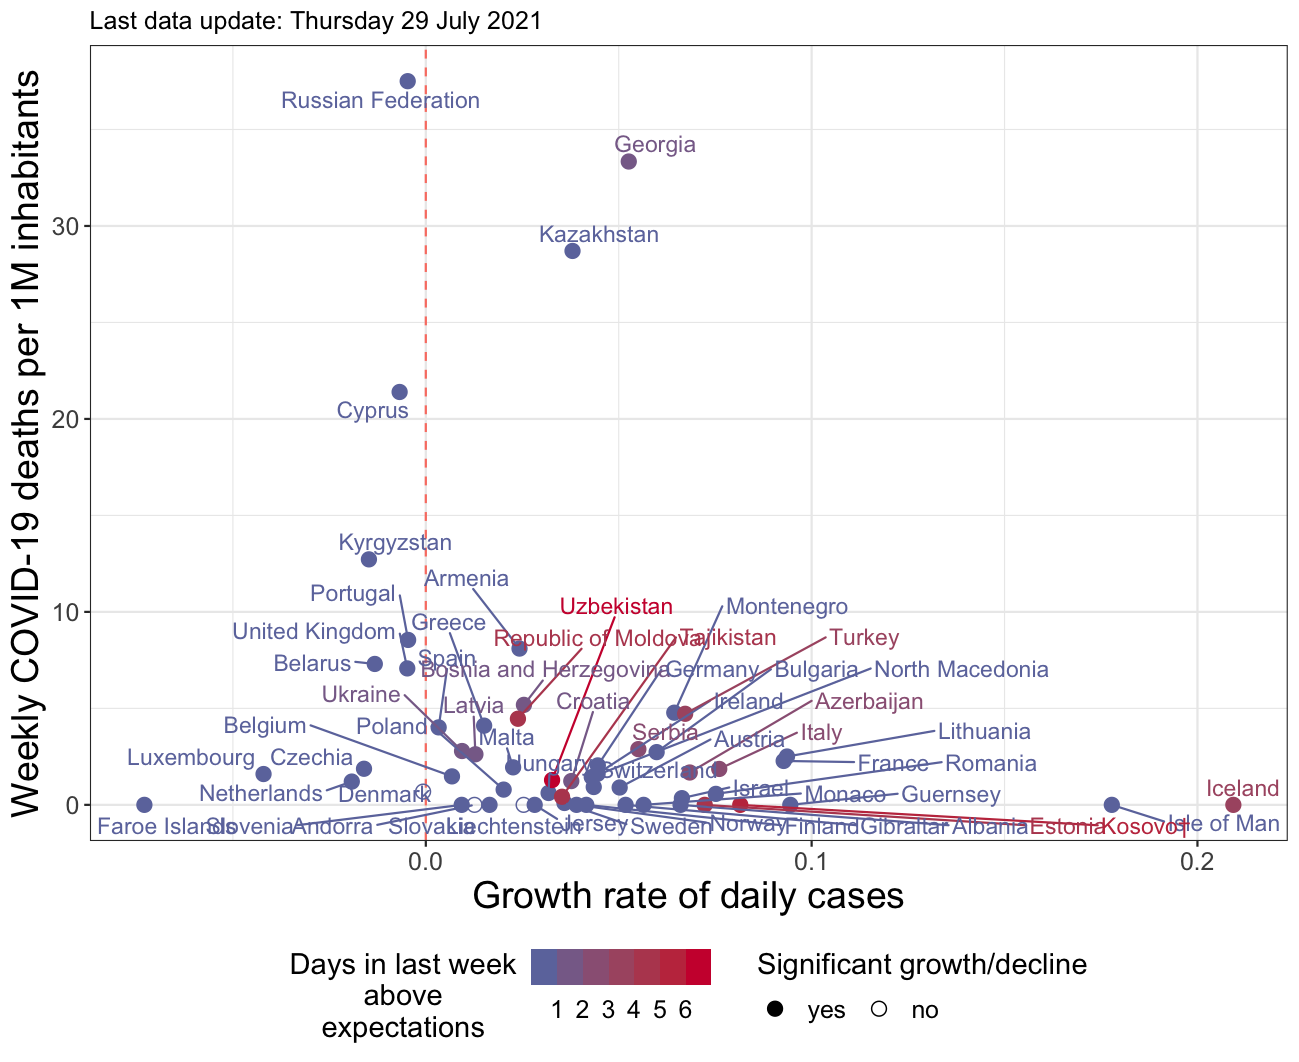 Last data update: Thursday 29 July 2021
Weekly COVID-19 deaths per 1M inhabitants
30
20
10
0
Russian Federation
Georgia
Kazakhstan
Cyprus
Kyrgyzstan
Armenia
Portugal
Uzbekistan
Montenegro
Greece
United Kingdom
Republic of Moldova
Tajikistan
Turkey
Spain
Belarus
Bosnia and Herzegovina
Germany
Bulgaria
North Macedonia
Ukraine
Latvia
Croatia
Ireland
Azerbaijan
Belgium
Poland
Malta
Serbia
Austria
Italy
Lithuania
Luxembourg
Czechia
Hungary
Switzerland
France
Romania
Netherlands
Denmark
Israel
Monaco
Guernsey
Iceland
Faroe Islands
Slovenia
Andorra
Slovakia
Liechtenstein
Jersey
Sweden
Norway
Finland
Gibraltar
Albania
Estonia
Isle of Man
0.0
0.1
0.2
Growth rate of daily cases
Days in last week
above
expectations
1 2 3 4 5 6
Significant growth/decline
yes
no